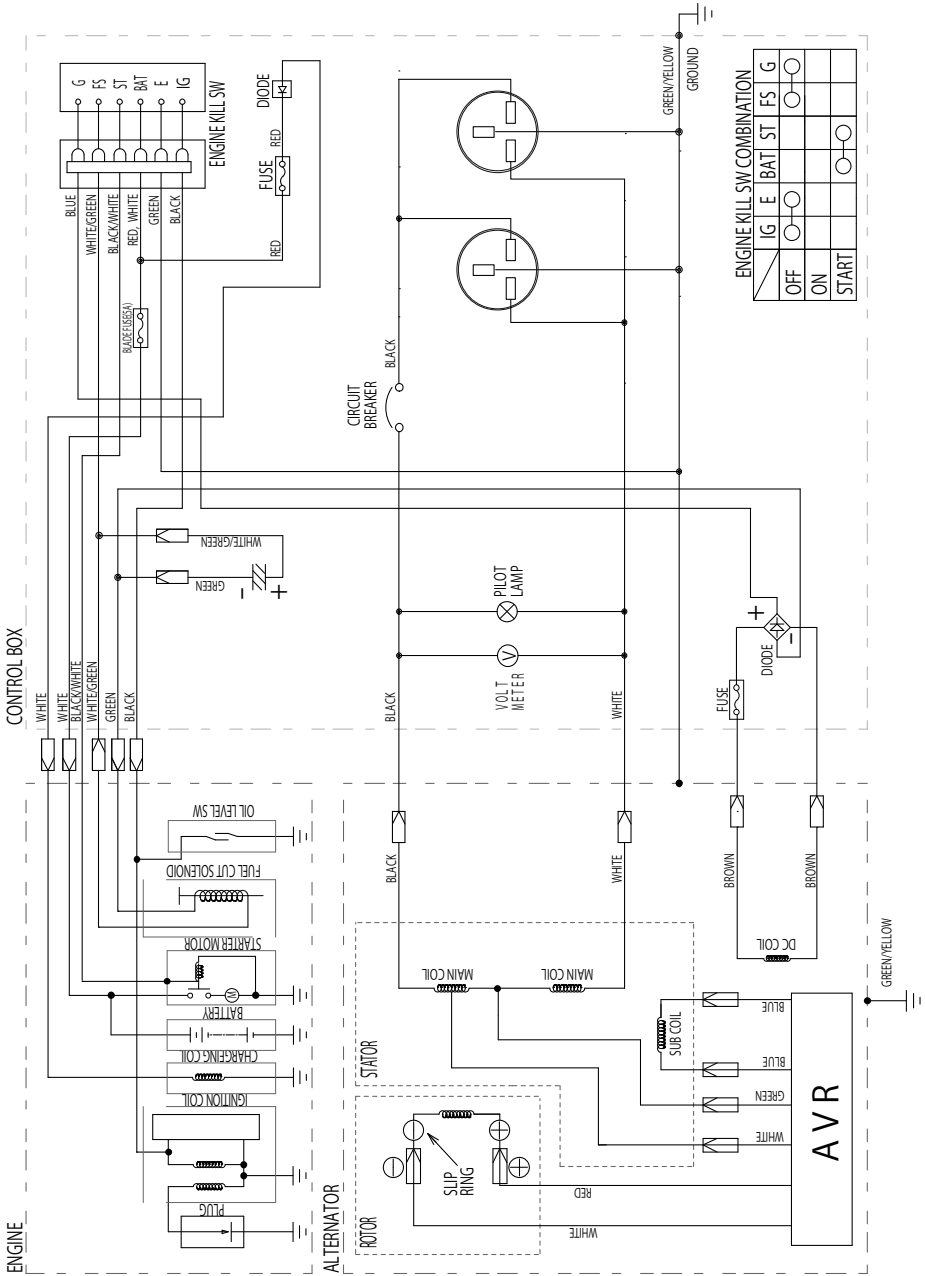 CONTROL BOX
G
FS
ST
BAT
E
IG
ENGINE KILL SW
BLUE
WHITE/GREEN
BLACK/WHITE
RED, WHITE
GREEN
BLACK
DIODE
RED
FUSE
RED
BLADE FUSE(5A)
GREEN/YELLOW
GROUND
BLACK
CIRCUIT
BREAKER
WHITE/GREEN
GREEN
-
+
PILOT
LAMP
V
VOLT
METER
BLACK
WHITE
WHITE
WHITE
BLACK/WHITE
WHITE/GREEN
GREEN
BLACK
+
-
DIODE
FUSE
ENGINE KILL SW COMBINATION
IG E BAT ST FS G
OFF
ON
START
ENGINE
OIL LEVEL SW
FUEL CUT SOLENOID
STARTER MOTOR
M
BATTERY
CHARGFING COIL
IGNITION COIL
PLUG
ALTERNATOR
BLACK
WHITE
BROWN
BROWN
STATOR
MAIN COIL
MAIN COIL
SUB COIL
DC COIL
BLUE
BLUE
GREEN
WHITE
ROTOR
SLIP
RING
RED
WHITE
AVR
GREEN/YELLOW